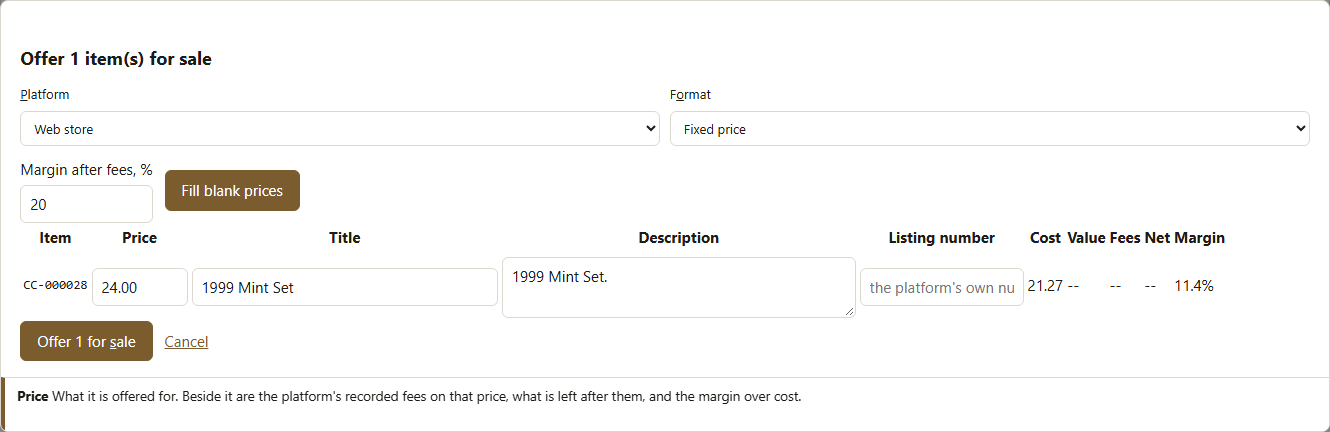 Offer 1 item(s) for sale
Platform Format
Web store Fixed price
Margin after fees, %
20 Fill blank prices
Item Price Title Description Listing number Cost Value Fees Net Margin
CC-000028 24.00 1999 Mint Set 1999 Mint Set. the platform's own nu 21.27 -- -- -- 11.4%
Offer 1 for sale Cancel
Price What it is offered for. Beside it are the platform's recorded fees on that price, what is left after them, and the margin over cost.